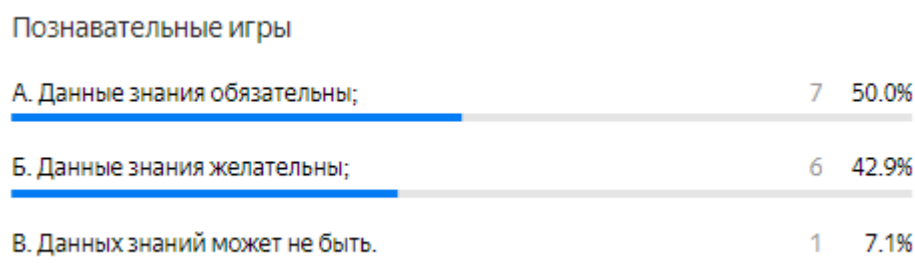 Познавательные игры
А. Данные знания обязательны; 7 50.0%
Б. Данные знания желательны; 6 42.9%
В. Данных знаний может не быть. 1 7.1%